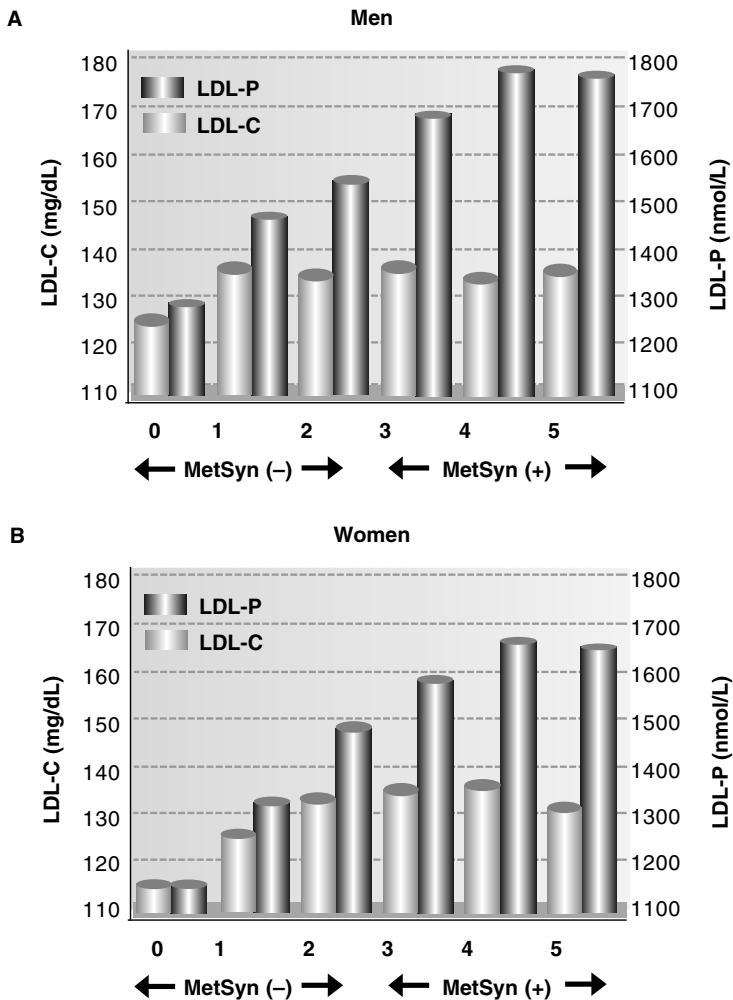 A
Men
180
170
160
150
140
130
120
110
LDL-C (mg/dL)
LDL-P
LDL-C
1800
1700
1600
1500
1400
1300
1200
1100
LDL-P (nmol/L)
0 1 2 3 4 5
MetSyn (–) MetSyn (+)
B
Women
180
170
160
150
140
130
120
110
LDL-C (mg/dL)
LDL-P
LDL-C
1800
1700
1600
1500
1400
1300
1200
1100
LDL-P (nmol/L)
0 1 2 3 4 5
MetSyn (–) MetSyn (+)